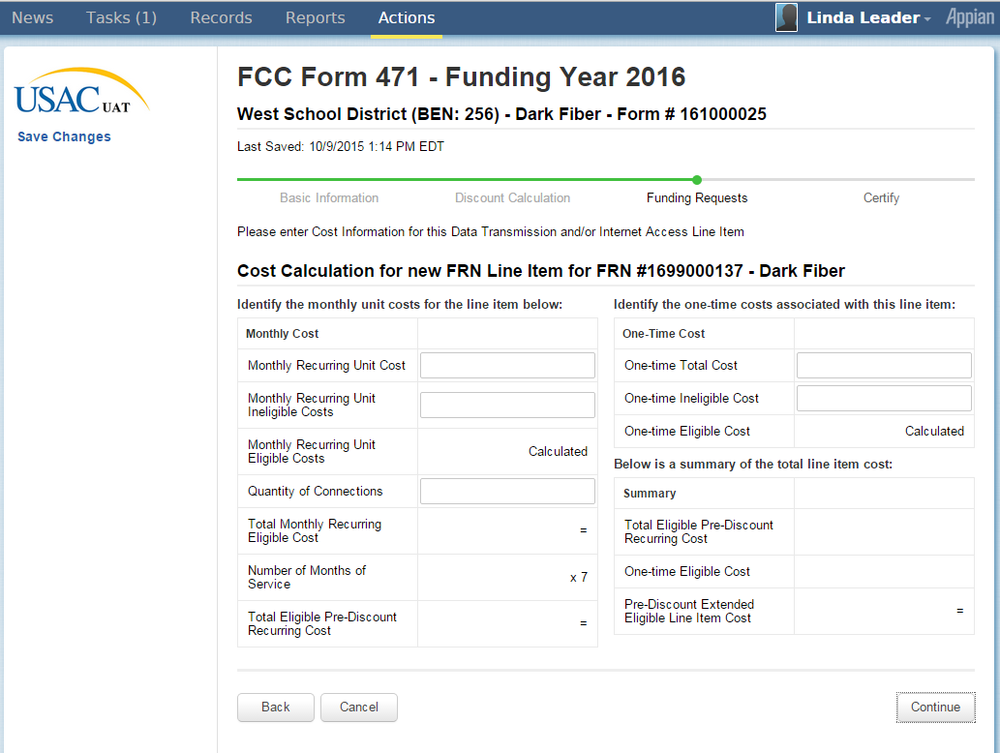 News Tasks (1) Records Reports Actions Linda Leader Appian
USAC UAT
Save Changes
FCC Form 471 - Funding Year 2016
West School District (BEN: 256) - Dark Fiber - Form # 161000025
Last Saved: 10/9/2015 1:14 PM EDT
Basic Information Discount Calculation Funding Requests Certify
Please enter Cost Information for this Data Transmission and/or Internet Access Line Item
Cost Calculation for new FRN Line Item for FRN #1699000137 - Dark Fiber
Identify the monthly unit costs for the line item below:
Monthly Cost
Monthly Recurring Unit Cost
Monthly Recurring Unit
Ineligible Costs
Monthly Recurring Unit
Eligible Costs
Calculated
Quantity of Connections
Total Monthly Recurring
Eligible Cost
=
Number of Months of
Service
x 7
Total Eligible Pre-Discount
Recurring Cost
=
Identify the one-time costs associated with this line item:
One-Time Cost
One-time Total Cost
One-time Ineligible Cost
One-time Eligible Cost Calculated
Below is a summary of the total line item cost:
Summary
Total Eligible Pre-Discount
Recurring Cost
One-time Eligible Cost
Pre-Discount Extended
Eligible Line Item Cost
=
Back Cancel Continue